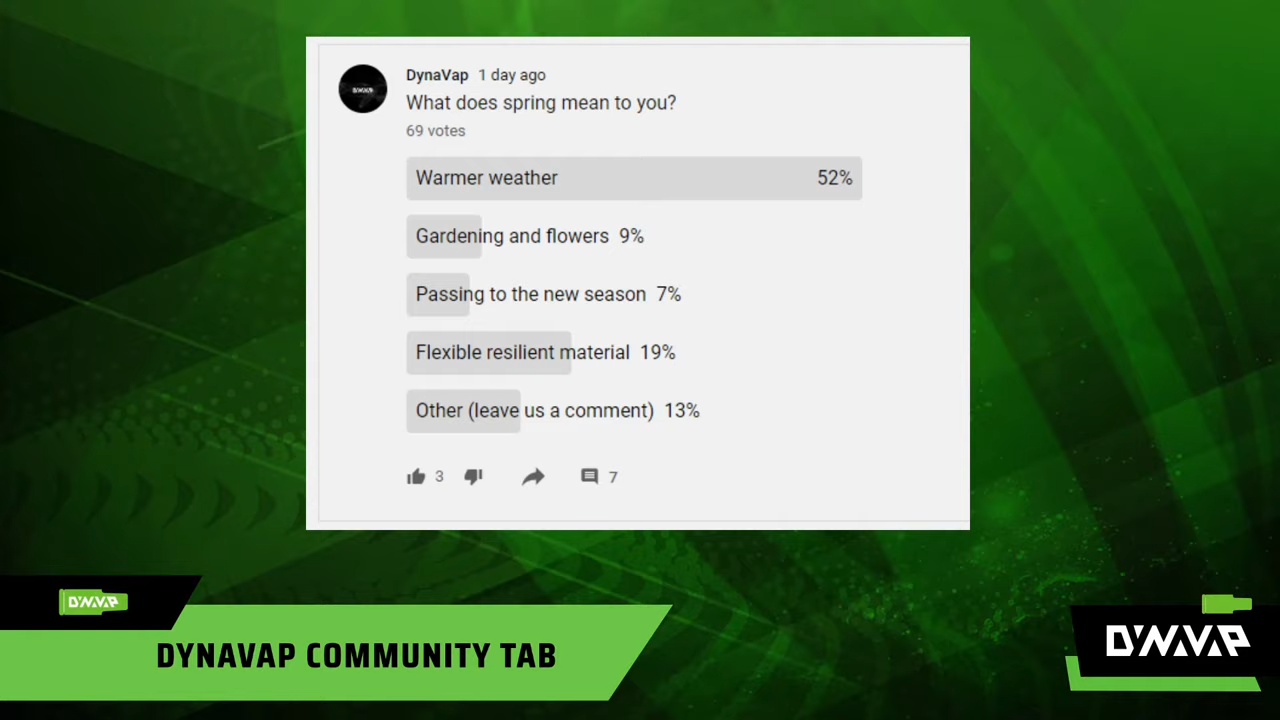 DynaVap 1 day ago
What does spring mean to you?
69 votes
Warmer weather 52%
Gardening and flowers 9%
Passing to the new season 7%
Flexible resilient material 19%
Other (leave us a comment) 13%
3 7
DYNAVAP
DYNAVAP COMMUNITY TAB
DYNAVAP